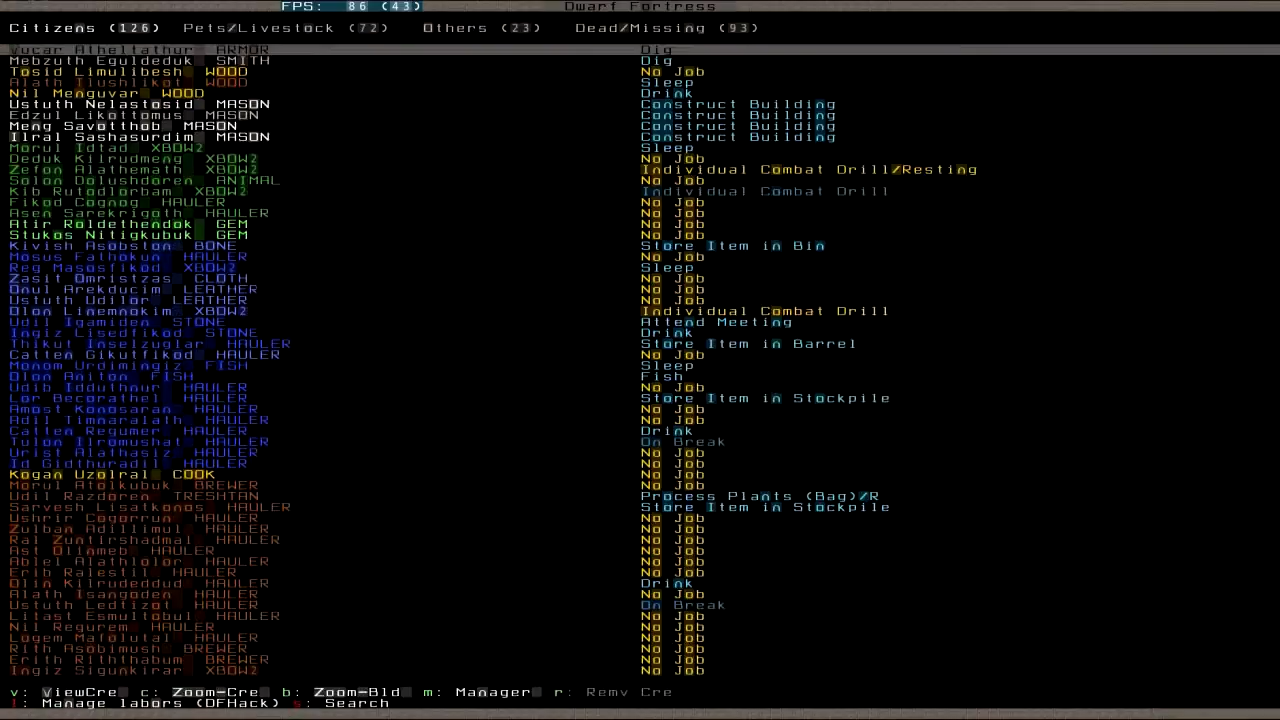 FPS: 86 (43) Dwarf Fortress
Citizens (126) Pets/Livestock (72) Others (23) Dead/Missing (93)
Vucar Atheltathur ARMOR Dig
Mebzuth Eguldeduk SMITH Dig
Tosid Limulibesh WOOD No Job
Alath Ilushlikot WOOD Sleep
Nil Menguvar WOOD Drink
Ustuth Nelastosid MASON Construct Building
Edzul Likottomus MASON Construct Building
Meng Savotthob MASON Construct Building
Ilral Sashasurdim MASON Construct Building
Morul Idtad XBOW2 Sleep
Deduk Kilrudmeng XBOW2 No Job
Zefon Alathemath XBOW2 Individual Combat Drill/Resting
Solon Dolushdoren ANIMAL No Job
Kib Rutodlorbam XBOW2 Individual Combat Drill
Fikod Cognog HAULER No Job
Asen Sarekrigoth HAULER No Job
Atir Roldethendok GEM No Job
Stukos Nitigkubuk GEM No Job
Kivish Asobston BONE Store Item in Bin
Mosus Falhokun HAULER No Job
Reg Masosfikod XBOW2 Sleep
Zasit Omristzas CLOTH No Job
Onul Arekducim LEATHER No Job
Ustuth Udilor LEATHER No Job
Olon Linemnokim XBOW2 Individual Combat Drill
Udil Igamiden STONE Attend Meeting
Ingiz Lisedfikod STONE Drink
Thikut Inselzuglar HAULER Store Item in Barrel
Catten Gikutfikod HAULER No Job
Monom Urdimingiz FISH Sleep
Olon Aniton FISH Fish
Udib Idduthnur HAULER No Job
Lor Becorathel HAULER Store Item in Stockpile
Amost Konosaran HAULER No Job
Adil Timnaralath HAULER No Job
Catten Regumer HAULER Drink
Tulon Ilromushat HAULER On Break
Urist Alathasiz HAULER No Job
Id Gidthuradil HAULER No Job
Kogan Uzolral COOK No Job
Morul Atolkubuk BREWER No Job
Udil Razdoren TRESHTAN Process Plants (Bag)/R
Sarvesh Lisatkonos HAULER Store Item in Stockpile
Ushrir Cogorrun HAULER No Job
Zulban Adillimul HAULER No Job
Ral Zuntirshadmal HAULER No Job
Ast Olinmeb HAULER No Job
Ablel Alathlolor HAULER No Job
Erib Ralestil HAULER No Job
Olin Kilrudeddud HAULER Drink
Alath Isangoden HAULER No Job
Ustuth Ledtizot HAULER On Break
Litast Esmultobul HAULER No Job
Nil Regurem HAULER No Job
Logem Mafolutal HAULER No Job
Rith Asobimush BREWER No Job
Erith Riththabum BREWER No Job
Ingiz Sigunkirar XBOW2 No Job
v: ViewCre c: Zoom-Cre b: Zoom-Bld m: Manager r: Remv Cre
l: Manage labors (DFHack) s: Search